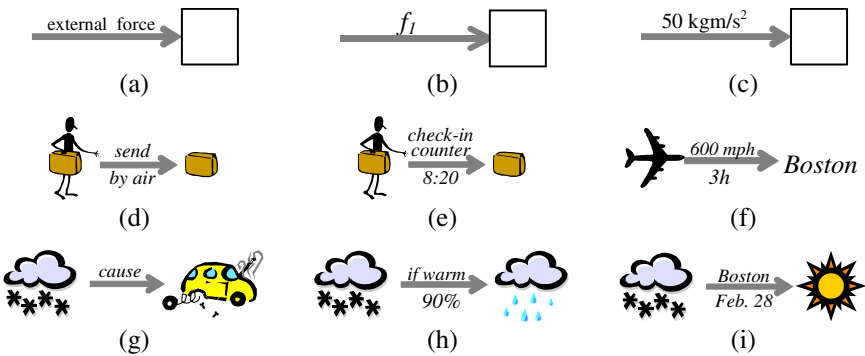 external force
f₁
50 kgm/s²
(a)
(b)
(c)
send
by air
check-in
counter
8:20
600 mph
3h
Boston
(d)
(e)
(f)
cause
if warm
90%
Boston
Feb. 28
(g)
(h)
(i)